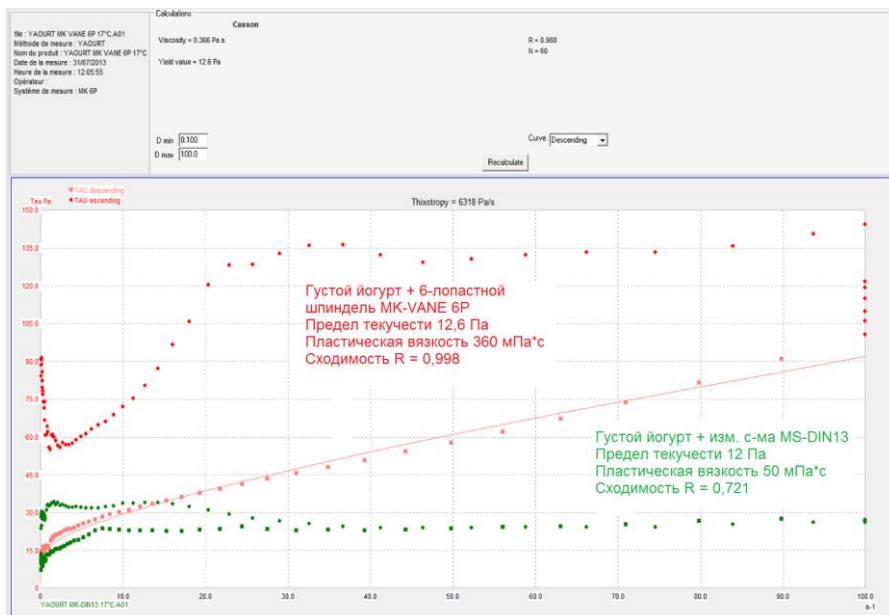 Calculations
Casson
file : YAOURT MK VANE 6P 17°C.A01
Méthode de mesure : YAOURT
Nom du produit : YAOURT MK VANE 6P 17°C
Date de la mesure : 31/07/2013
Heure de la mesure : 12:05:55
Opérateur :
Système de mesure : MK 6P
Viscosity = 0.366 Pa.s
Yield value = 12.6 Pa
R = 0.988
N = 60
D min 0.100
D max 100.0
Curve : Descending
Recalculate
TAU descending
TAU ascending
Tau Pa
Thixotropy = 6318 Pa/s
150.0
135.0
120.0
105.0
90.0
75.0
60.0
45.0
30.0
15.0
0
Густой йогурт + 6-лопастной
шпиндель MK-VANE 6P
Предел текучести 12,6 Па
Пластическая вязкость 360 мПа*с
Сходимость R = 0,998
Густой йогурт + изм. с-ма MS-DIN13
Предел текучести 12 Па
Пластическая вязкость 50 мПа*с
Сходимость R = 0,721
0 10.0 20.0 30.0 40.0 50.0 60.0 70.0 80.0 90.0 100.0
s-1
YAOURT MK-DIN13 17°C.A01